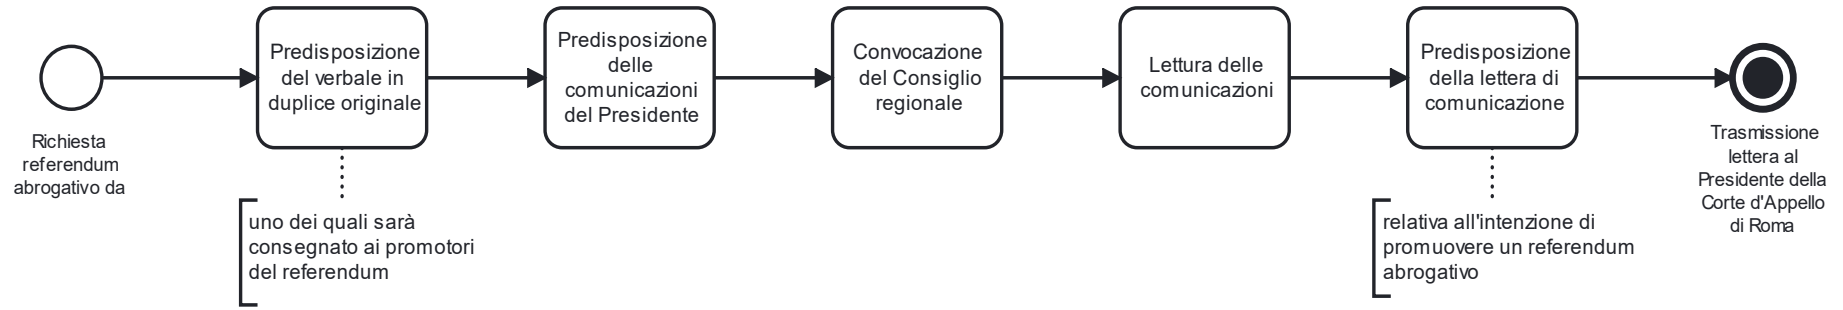 Richiesta
referendum
abrogativo da
Predisposizione
del verbale in
duplice originale
uno dei quali sarà
consegnato ai promotori
del referendum
Predisposizione
delle
comunicazioni
del Presidente
Convocazione
del Consiglio
regionale
Lettura delle
comunicazioni
Predisposizione
della lettera di
comunicazione
relativa all'intenzione di
promuovere un referendum
abrogativo
Trasmissione
lettera al
Presidente della
Corte d'Appello
di Roma